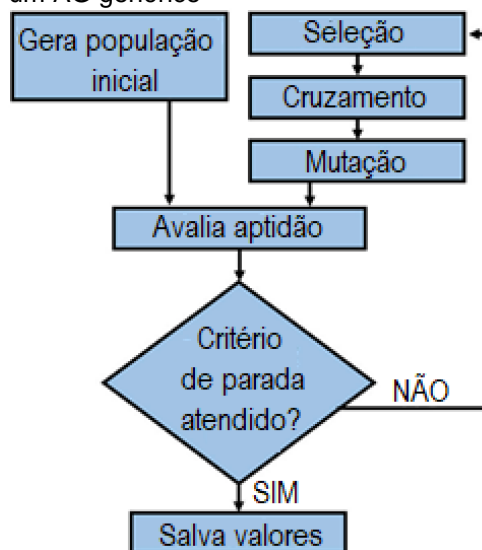 um AG genérico
Gera população
inicial
Seleção
Cruzamento
Mutação
Avalia aptidão
Critério
de parada
atendido?
NÃO
SIM
Salva valores